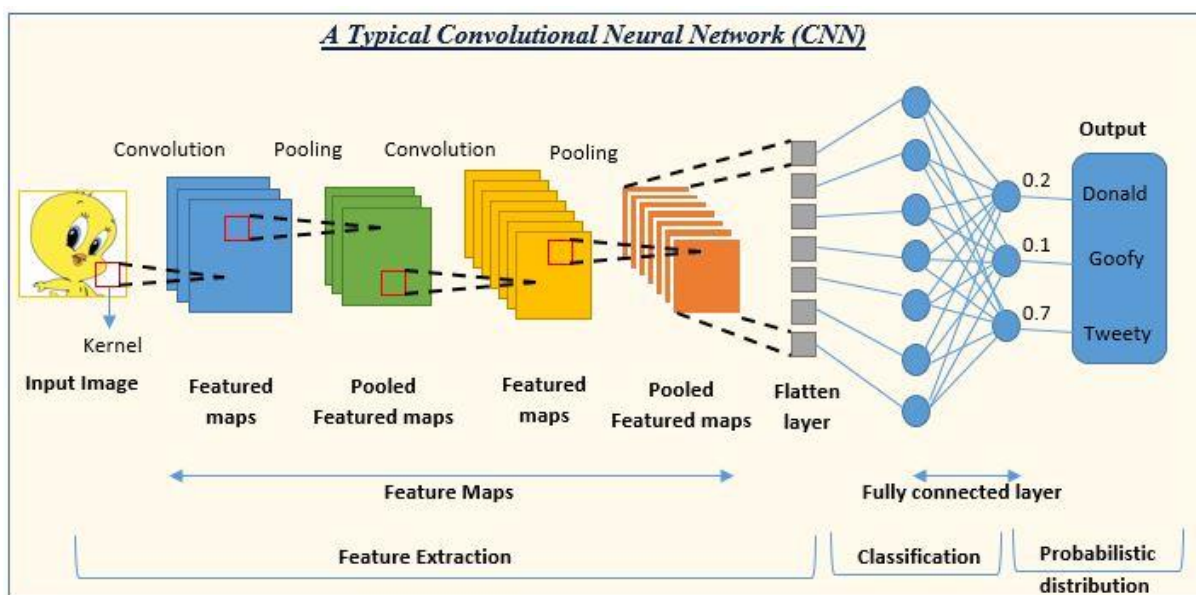 A Typical Convolutional Neural Network (CNN)
Convolution
Pooling
Convolution
Pooling
Output
0.2
Donald
0.1
Goofy
0.7
Tweety
Kernel
Input Image
Featured
maps
Pooled
Featured maps
Featured
maps
Pooled
Featured maps
Flatten
layer
Feature Maps
Fully connected layer
Feature Extraction
Classification
Probabilistic
distribution